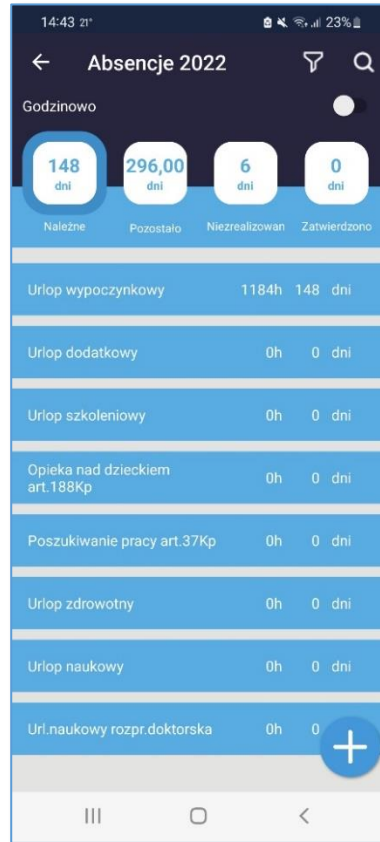 14:43 21° 23%
Absencje 2022
Godzinowo
148 296,00 6 0
dni dni dni dni
Należne Pozostało Niezrealizowan Zatwierdzono
Urlop wypoczynkowy 1184h 148 dni
Urlop dodatkowy 0h 0 dni
Urlop szkoleniowy 0h 0 dni
Opieka nad dzieckiem
art.188Kp 0h 0 dni
Poszukiwanie pracy art.37Kp 0h 0 dni
Urlop zdrowotny 0h 0 dni
Urlop naukowy 0h 0 dni
Url.naukowy rozpr.doktorska 0h 0